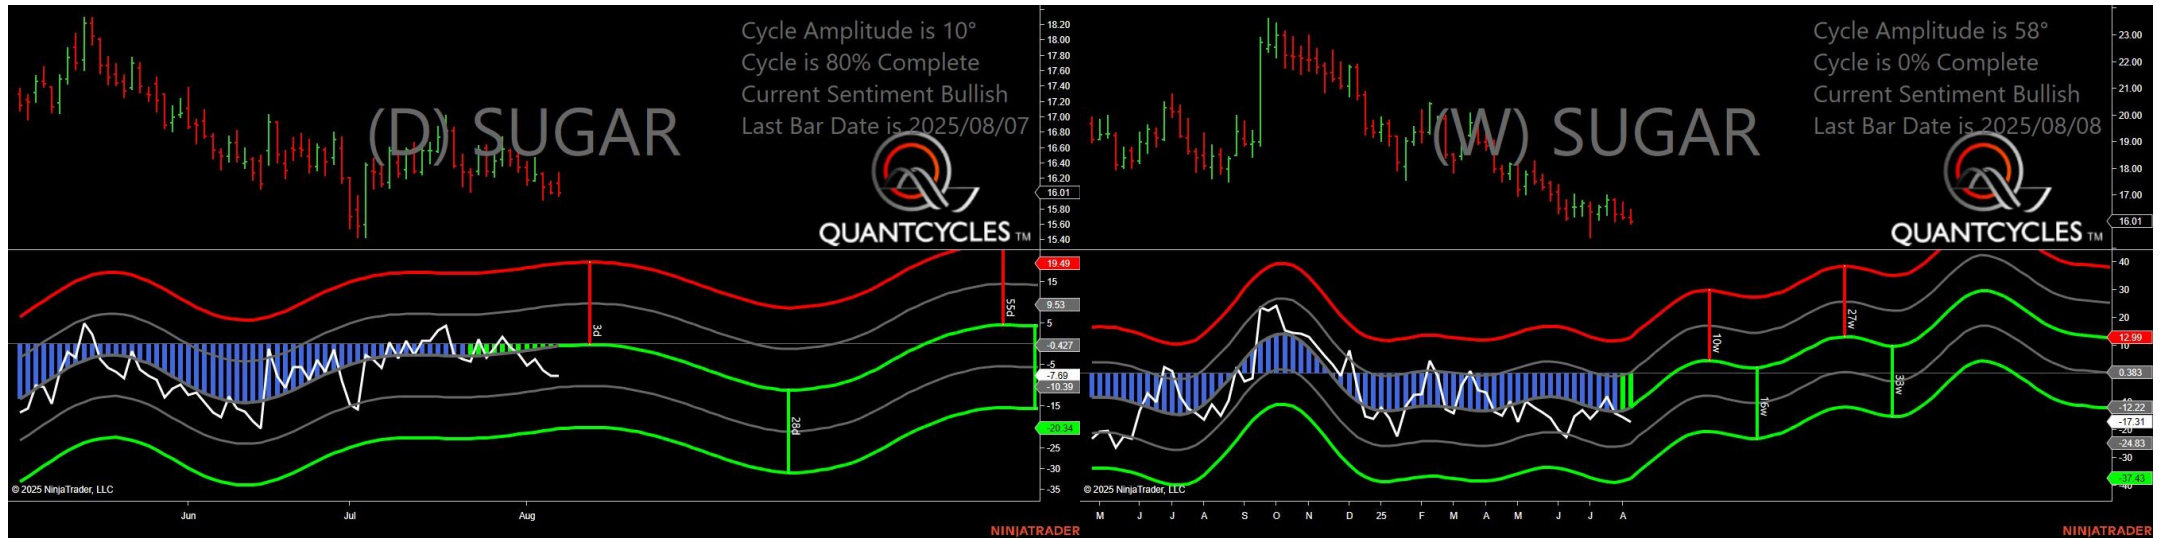 Cycle Amplitude is 10°
Cycle is 80% Complete
Current Sentiment Bullish
Last Bar Date is 2025/08/07
(D) SUGAR
QUANTCYCLES TM
18.20
18.00
17.80
17.60
17.40
17.20
17.00
16.80
16.60
16.40
16.20
16.01
15.80
15.60
15.40
19.49
15
9.53
5
-0.427
-5
-7.69
-10.39
-15
-20.34
-25
-30
-35
3d
28d
55d
© 2025 NinjaTrader, LLC
Jun
Jul
Aug
NINJATRADER
Cycle Amplitude is 58°
Cycle is 0% Complete
Current Sentiment Bullish
Last Bar Date is 2025/08/08
(W) SUGAR
QUANTCYCLES TM
23.00
22.00
21.00
20.00
19.00
18.00
17.00
16.01
40
30
20
12.99
10
0.383
-12.22
-17.31
-20
-24.83
-30
-37.43
10w
16w
27w
33w
© 2025 NinjaTrader, LLC
M
J
J
A
S
O
N
D
25
F
M
A
M
J
J
A
NINJATRADER